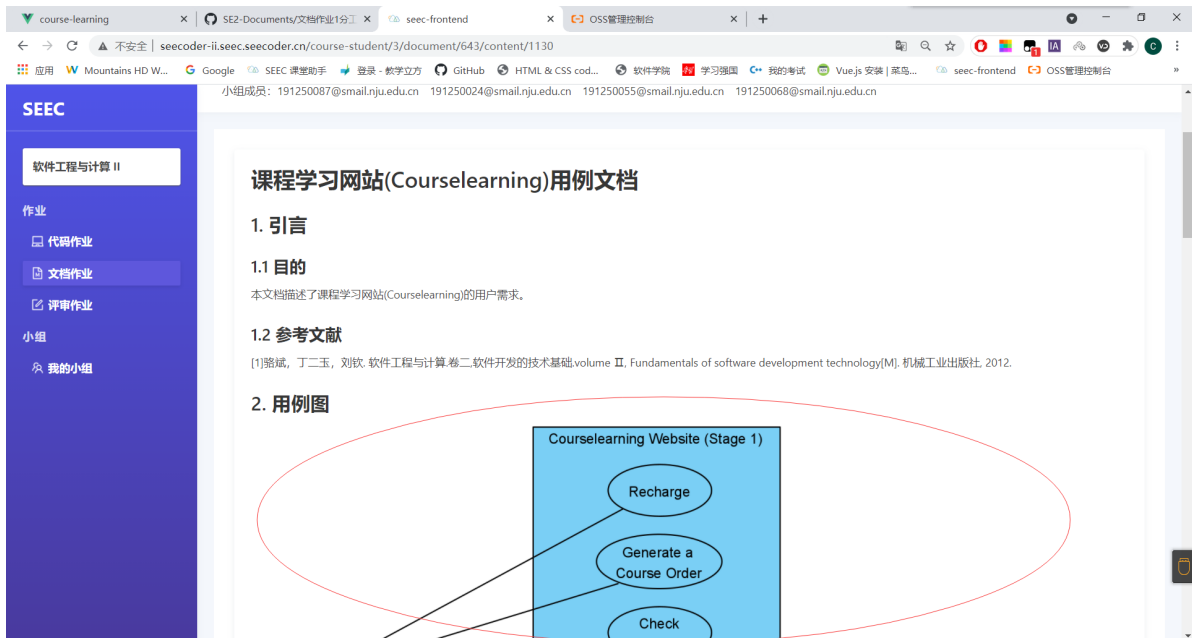 course-learning
SE2-Documents/文档作业1分工
seec-frontend
OSS管理控制台
不安全 | seecoder-ii.seec.seecoder.cn/course-student/3/document/643/content/1130
应用 Mountains HD W... Google SEEC 课堂助手 登录 - 教学立方 GitHub HTML & CSS cod... 软件学院 学习强国 我的考试 Vue.js 安装 | 菜鸟... seec-frontend OSS管理控制台 »
SEEC
软件工程与计算 II
作业
代码作业
文档作业
评审作业
小组
我的小组
小组成员：191250087@smail.nju.edu.cn 191250024@smail.nju.edu.cn 191250055@smail.nju.edu.cn 191250068@smail.nju.edu.cn
课程学习网站(Courselearning)用例文档
1. 引言
1.1 目的
本文档描述了课程学习网站(Courselearning)的用户需求。
1.2 参考文献
[1]骆斌，丁二玉，刘钦. 软件工程与计算.卷二,软件开发的技术基础.volume Ⅱ, Fundamentals of software development technology[M]. 机械工业出版社, 2012.
2. 用例图
Courselearning Website (Stage 1)
Recharge
Generate a
Course Order
Check